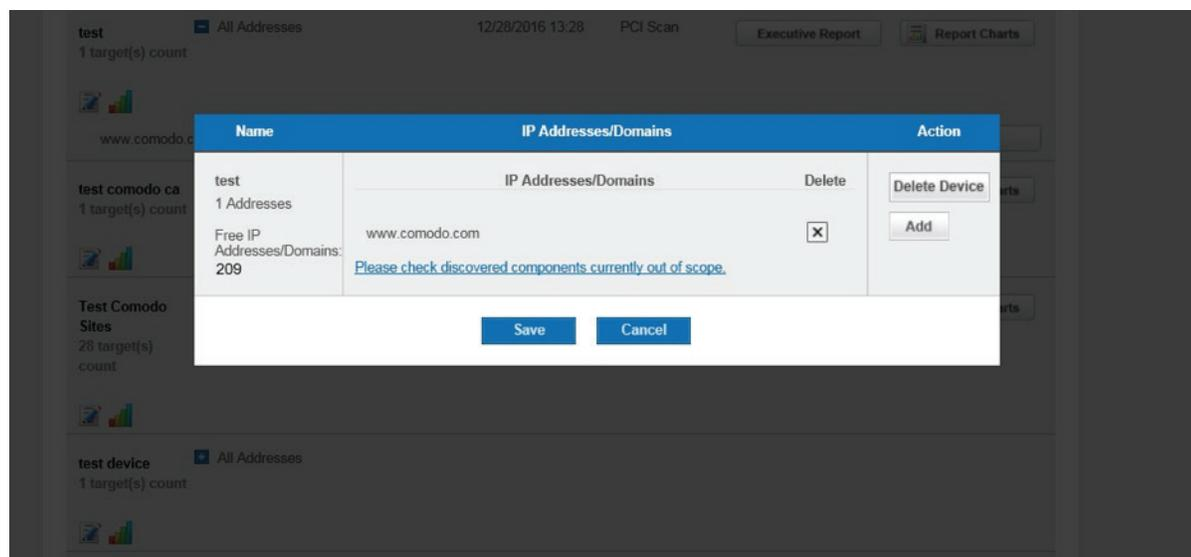 test
All Addresses
12/28/2016 13:28
PCI Scan
Executive Report
Report Charts
1 target(s) count
www.comodo.c
Name
IP Addresses/Domains
Action
test
1 Addresses
Free IP
Addresses/Domains:
209
IP Addresses/Domains
Delete
www.comodo.com
Please check discovered components currently out of scope.
Delete Device
Add
Save
Cancel
test comodo ca
1 target(s) count
arts
Test Comodo
Sites
28 target(s)
count
arts
test device
All Addresses
1 target(s) count